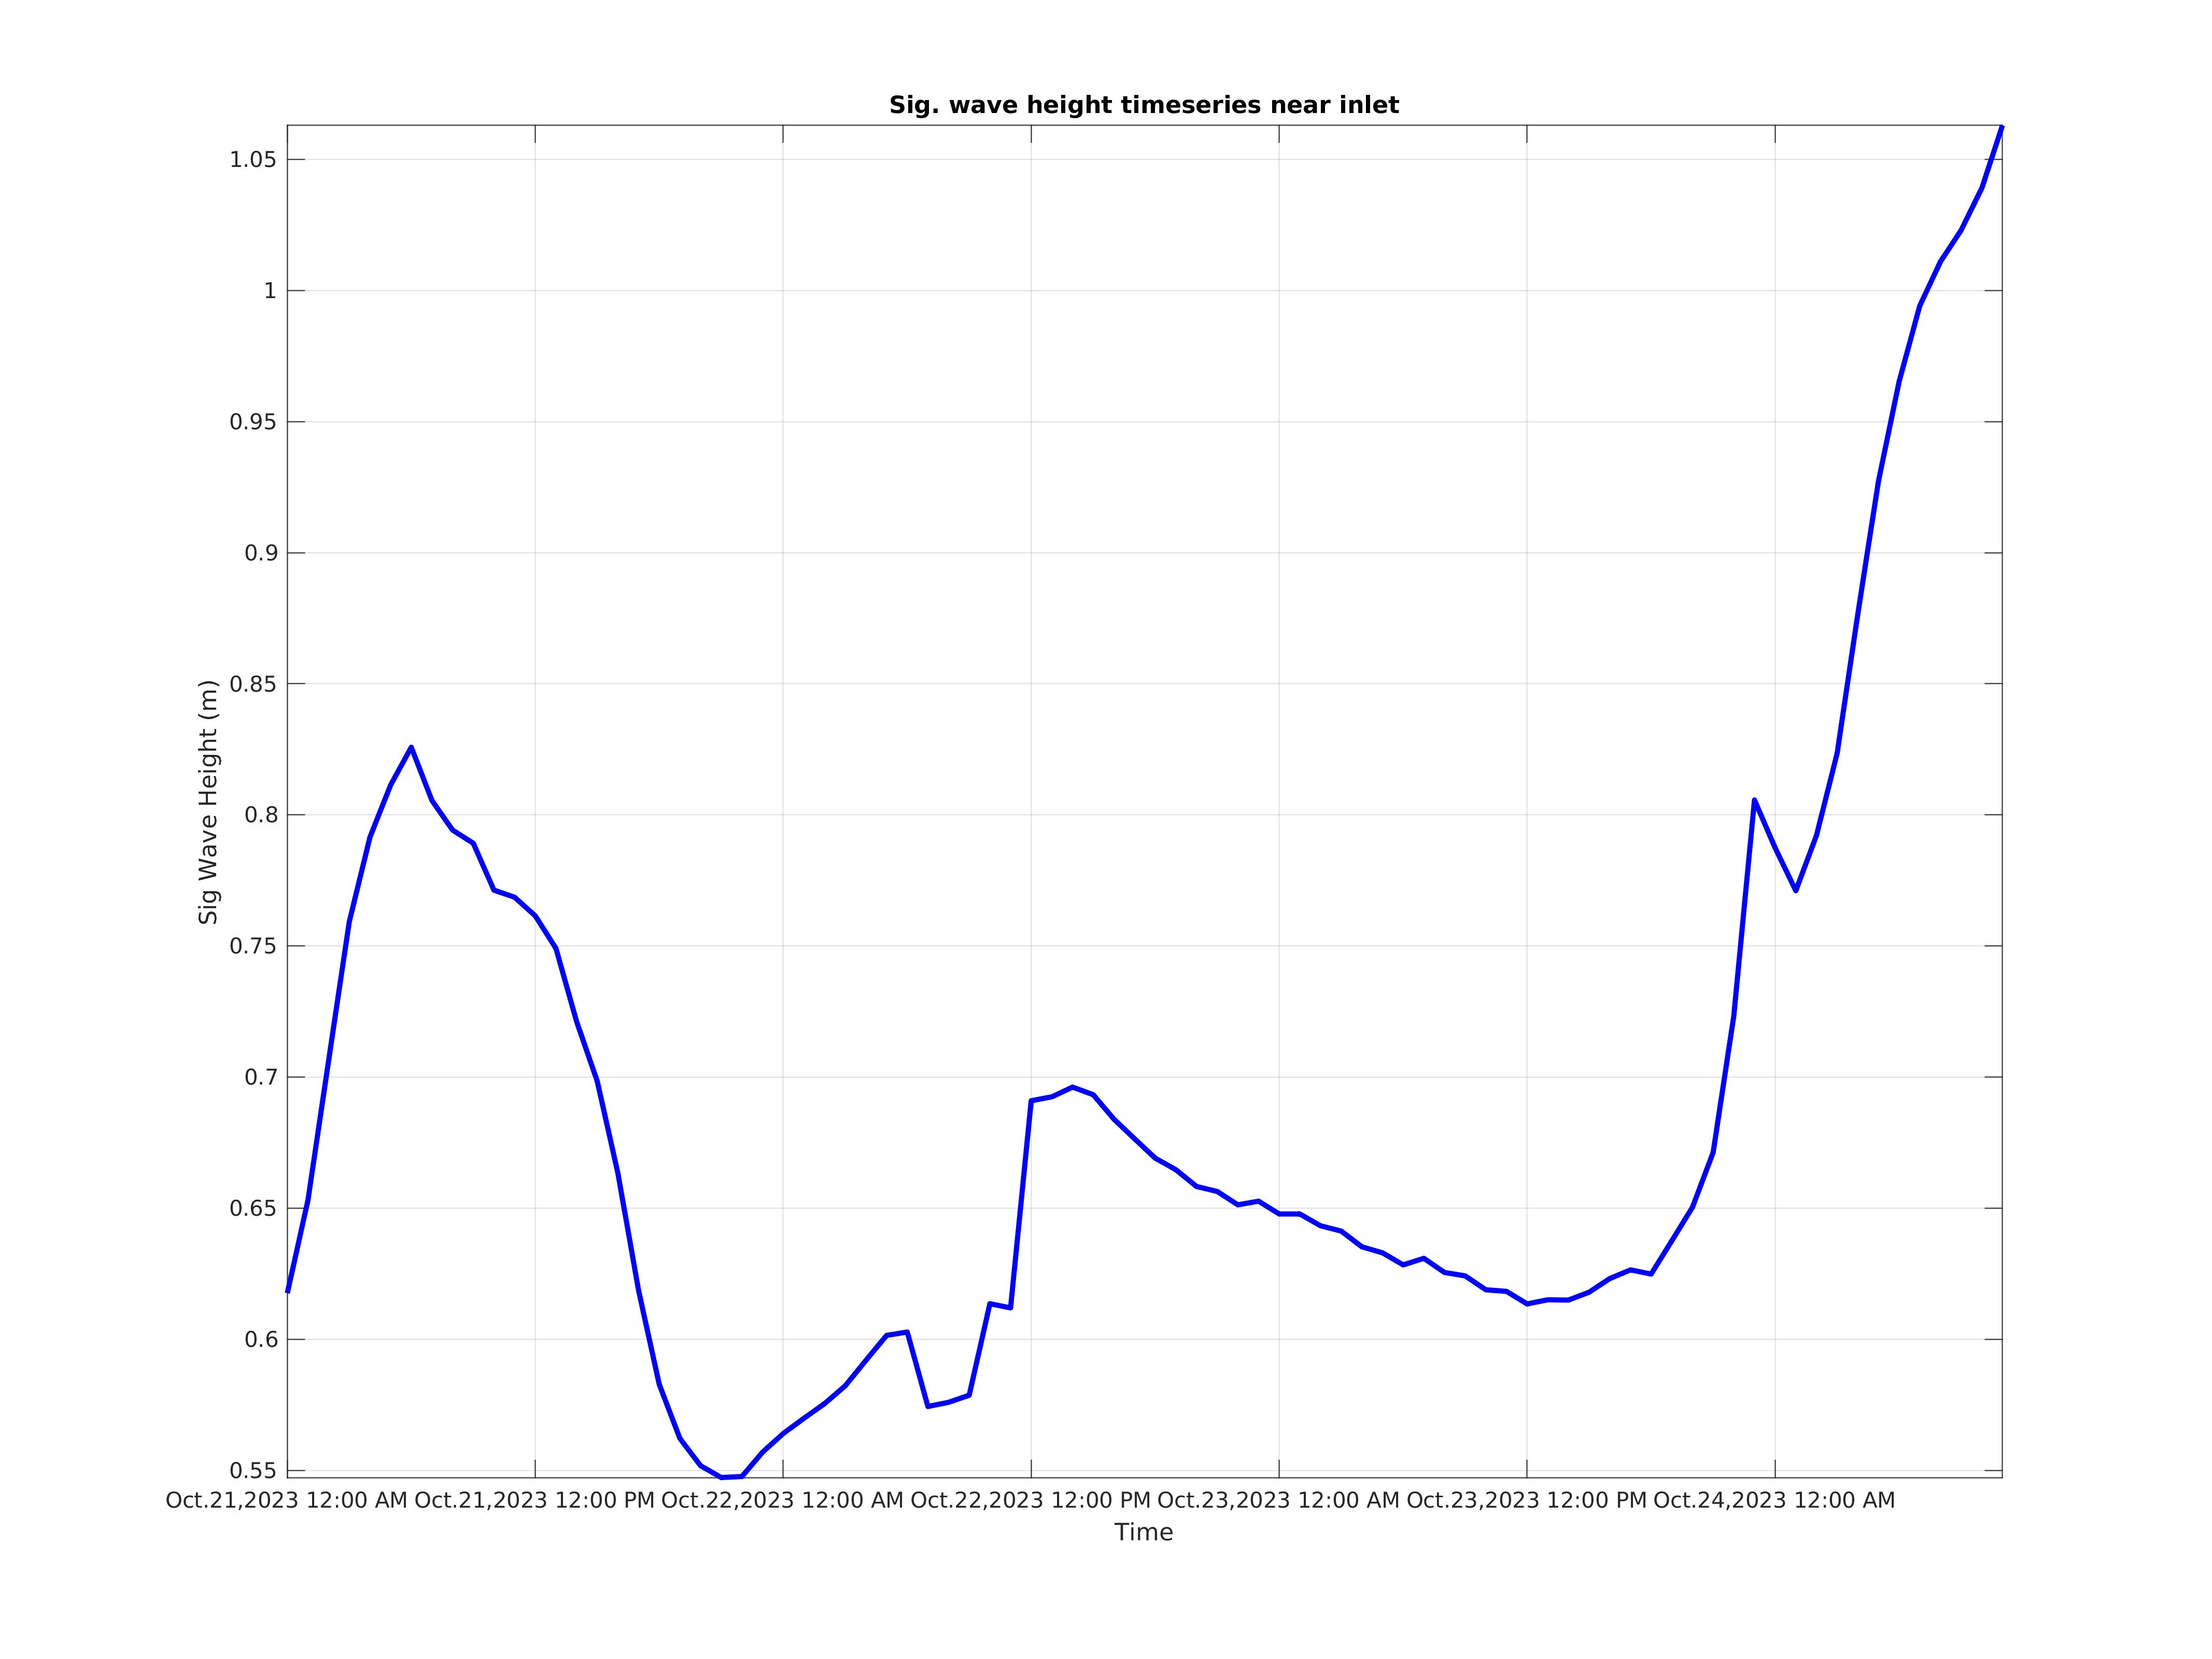 Sig. wave height timeseries near inlet
1.05
1
0.95
0.9
0.85
0.8
0.75
0.7
0.65
0.6
0.55
Sig Wave Height (m)
Oct.21,2023 12:00 AM Oct.21,2023 12:00 PM Oct.22,2023 12:00 AM Oct.22,2023 12:00 PM Oct.23,2023 12:00 AM Oct.23,2023 12:00 PM Oct.24,2023 12:00 AM
Time